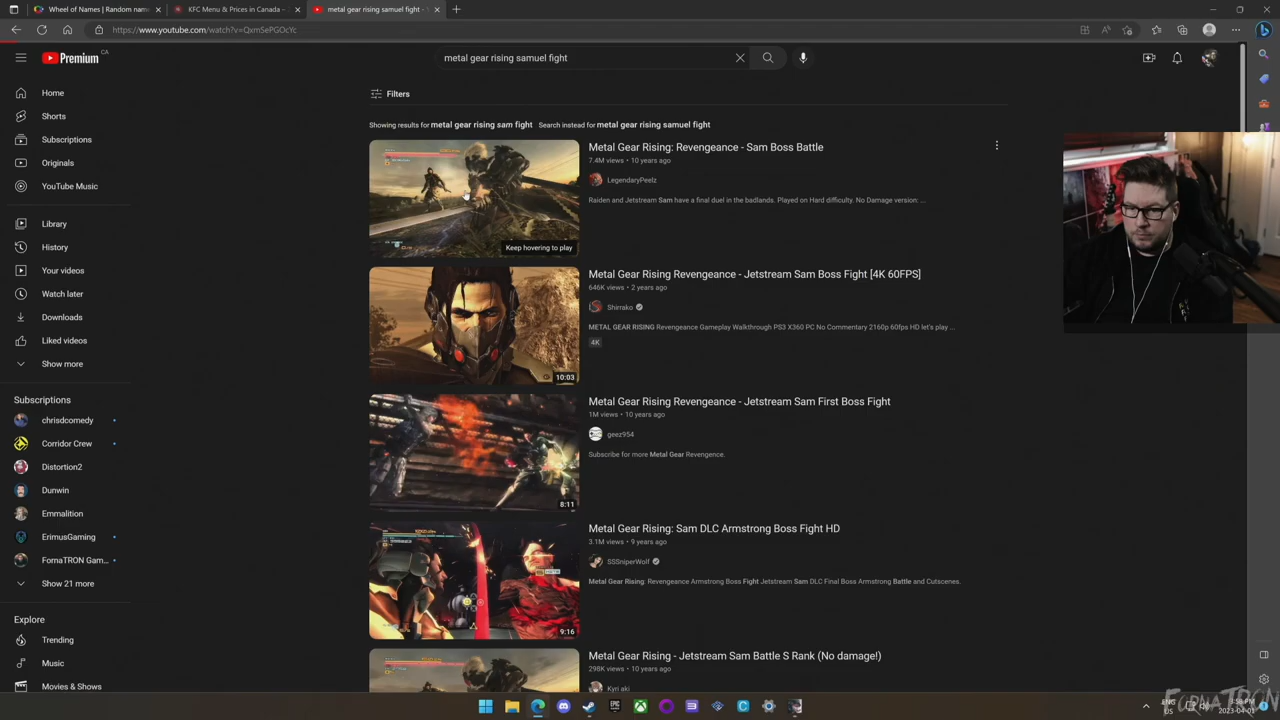 Wheel of Names | Random nam
KFC Menu & Prices in Canada –
metal gear rising samuel fight -
https://www.youtube.com/watch?v=QxmSePGOcYc
Premium CA
metal gear rising samuel fight
Home
Shorts
Subscriptions
Originals
YouTube Music
Library
History
Your videos
Watch later
Downloads
Liked videos
Show more
Subscriptions
chrisdcomedy
Corridor Crew
Distortion2
Dunwin
Emmalition
ErimusGaming
FornaTRON Gam...
Show 21 more
Explore
Trending
Music
Movies & Shows
Filters
Showing results for metal gear rising sam fight Search instead for metal gear rising samuel fight
Keep hovering to play
Metal Gear Rising: Revengeance - Sam Boss Battle
7.4M views • 10 years ago
LegendaryPeelz
Raiden and Jetstream Sam have a final duel in the badlands. Played on Hard difficulty. No Damage version: ...
10:03
Metal Gear Rising Revengeance - Jetstream Sam Boss Fight [4K 60FPS]
646K views • 2 years ago
Shirrako
METAL GEAR RISING Revengeance Gameplay Walkthrough PS3 X360 PC No Commentary 2160p 60fps HD let's play ...
4K
8:11
Metal Gear Rising Revengeance - Jetstream Sam First Boss Fight
1M views • 10 years ago
geez954
Subscribe for more Metal Gear Revengence.
9:16
Metal Gear Rising: Sam DLC Armstrong Boss Fight HD
3.1M views • 9 years ago
SSSniperWolf
Metal Gear Rising: Revengeance Armstrong Boss Fight Jetstream Sam DLC Final Boss Armstrong Battle and Cutscenes.
Metal Gear Rising - Jetstream Sam Battle S Rank (No damage!)
298K views • 10 years ago
Kyri aki
ENG
US
2023-04-01
FORNATRON